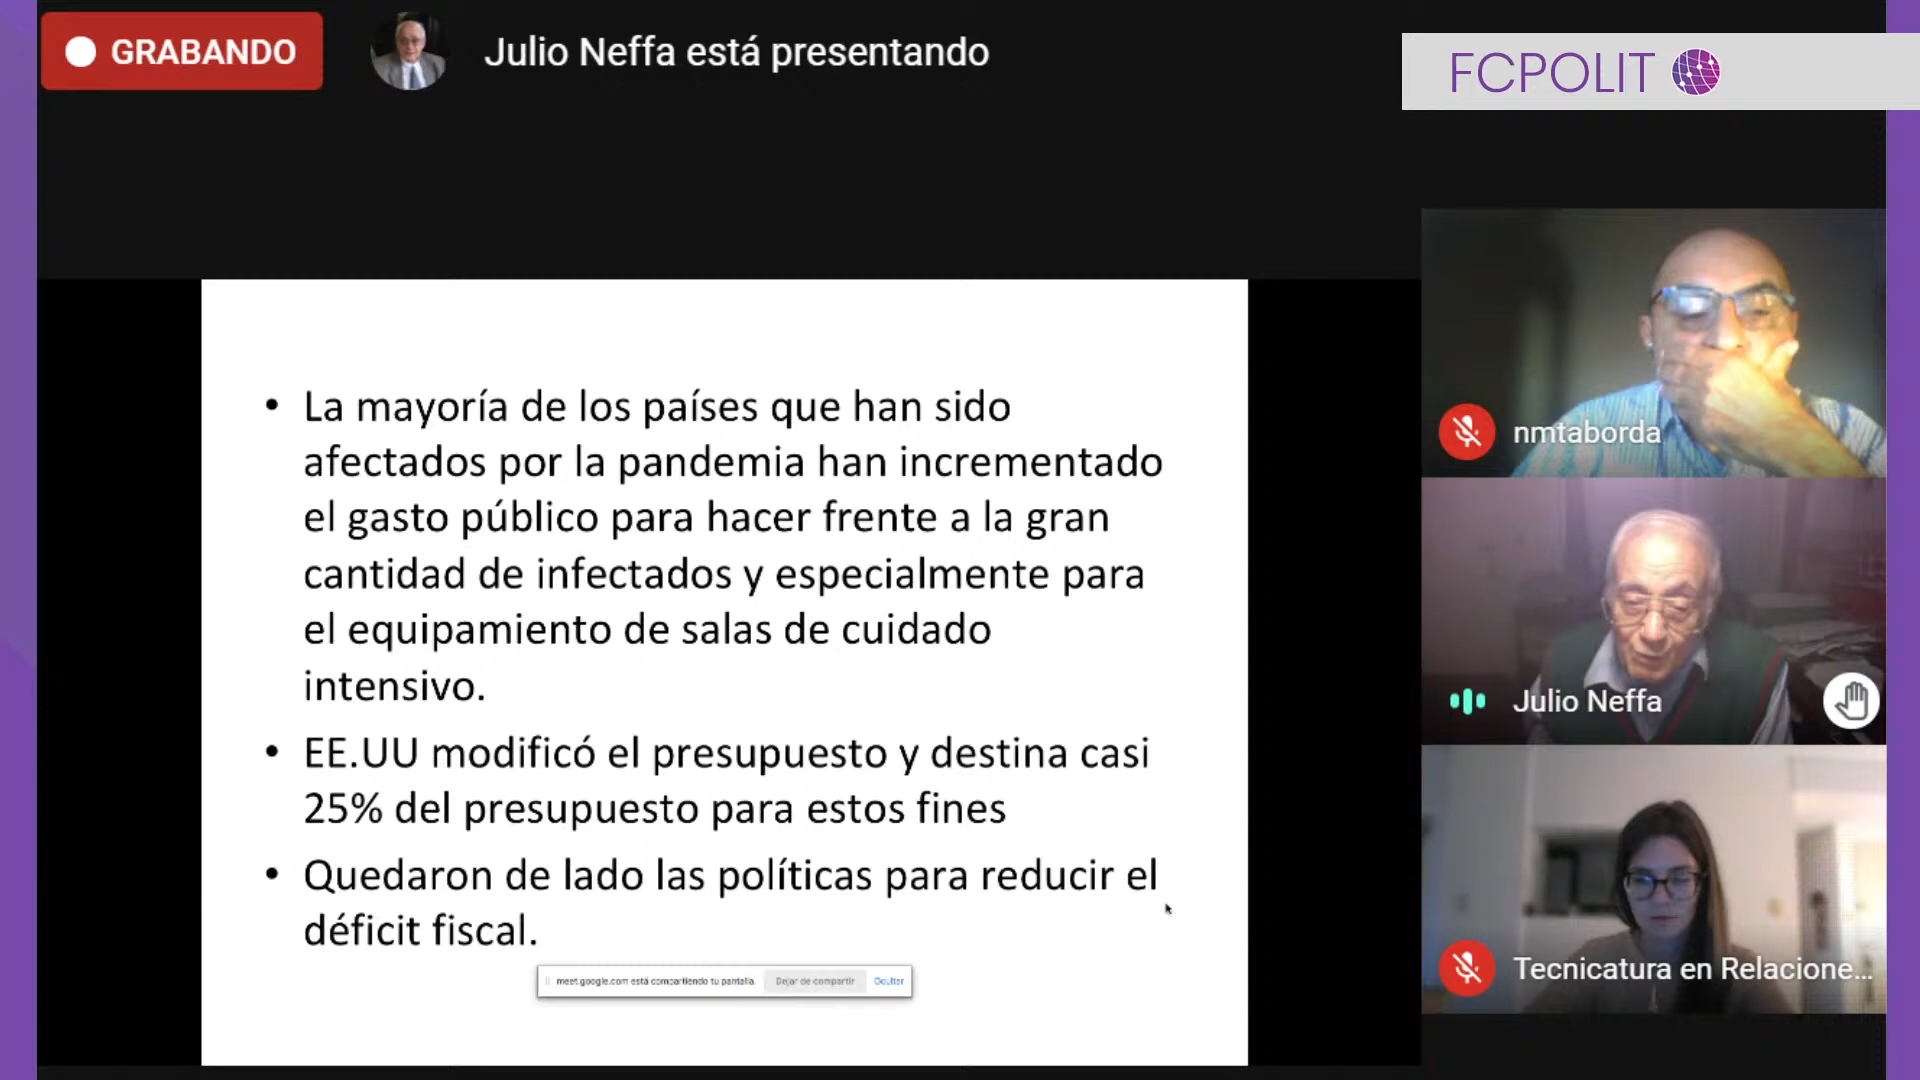 GRABANDO
Julio Neffa está presentando
FCPOLIT
La mayoría de los países que han sido
afectados por la pandemia han incrementado
el gasto público para hacer frente a la gran
cantidad de infectados y especialmente para
el equipamiento de salas de cuidado
intensivo.
EE.UU modificó el presupuesto y destina casi
25% del presupuesto para estos fines
Quedaron de lado las políticas para reducir el
déficit fiscal.
meet.google.com está compartiendo tu pantalla.
Dejar de compartir
Ocultar
nmtaborda
Julio Neffa
Tecnicatura en Relacione...